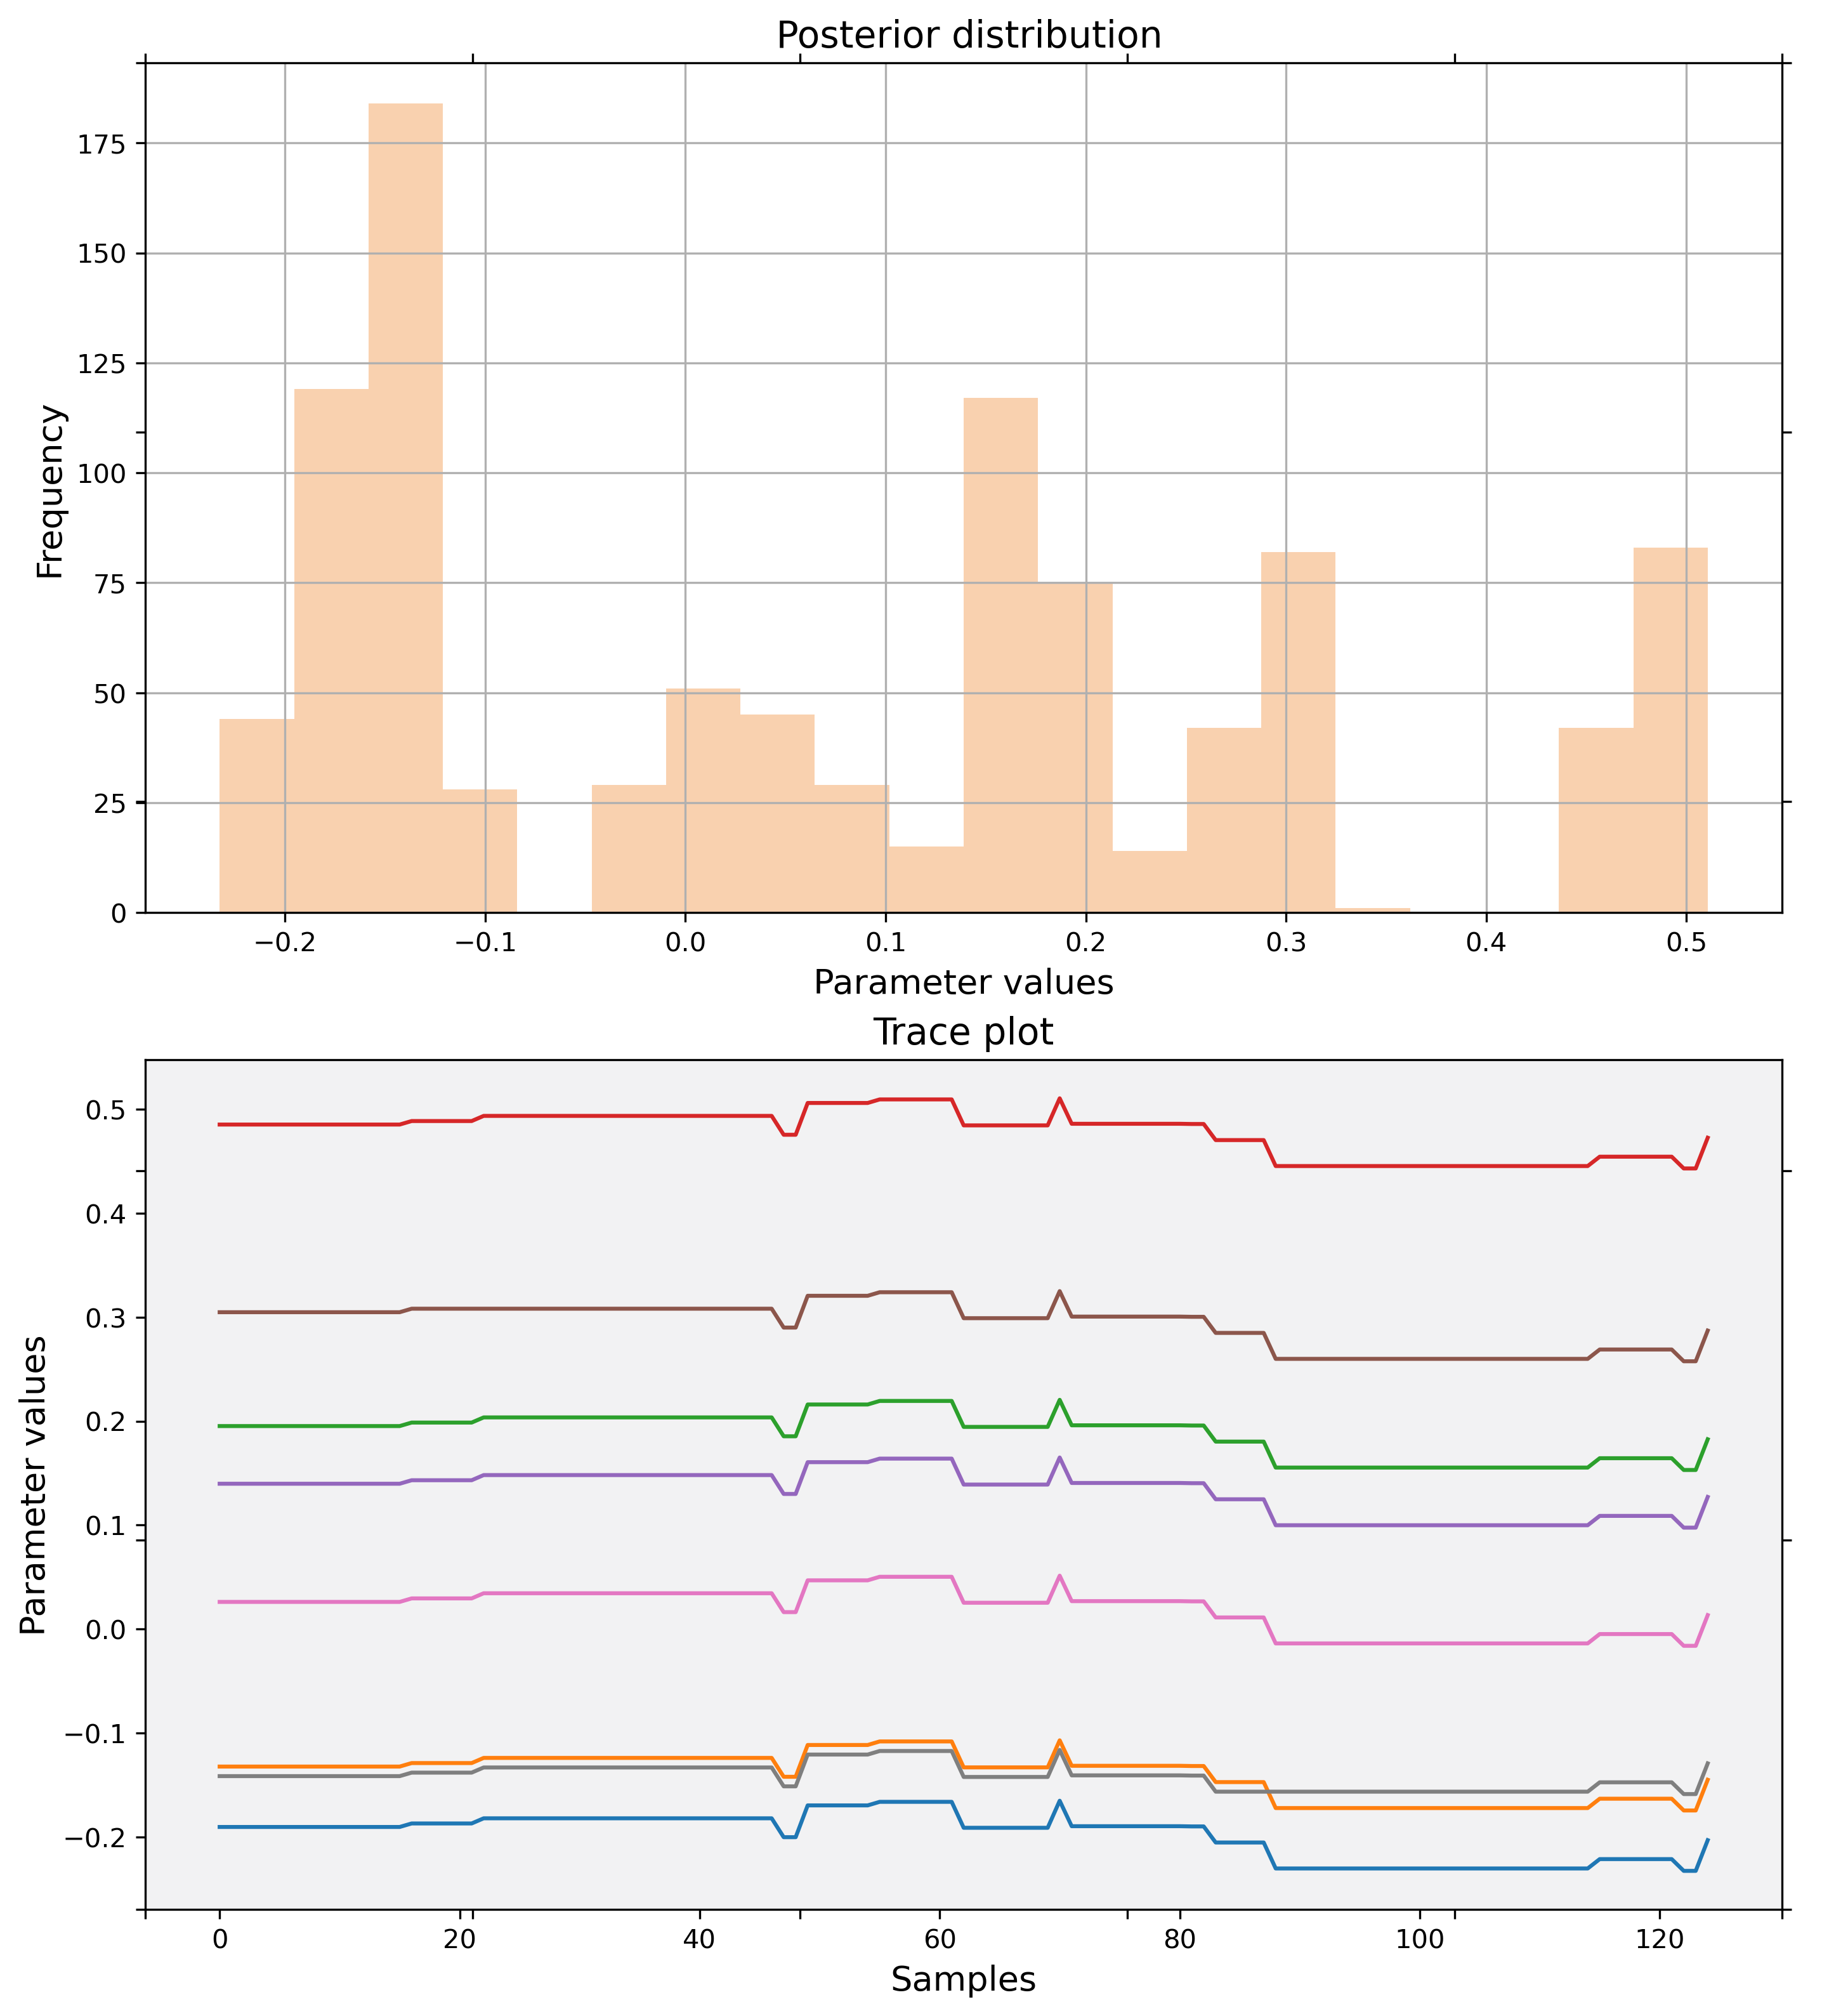 Posterior distribution
175
150
125
100
75
50
25
0
Frequency
−0.2 −0.1 0.0 0.1 0.2 0.3 0.4 0.5
Parameter values
Trace plot
0.5
0.4
0.3
0.2
0.1
0.0
−0.1
−0.2
Parameter values
0 20 40 60 80 100 120
Samples